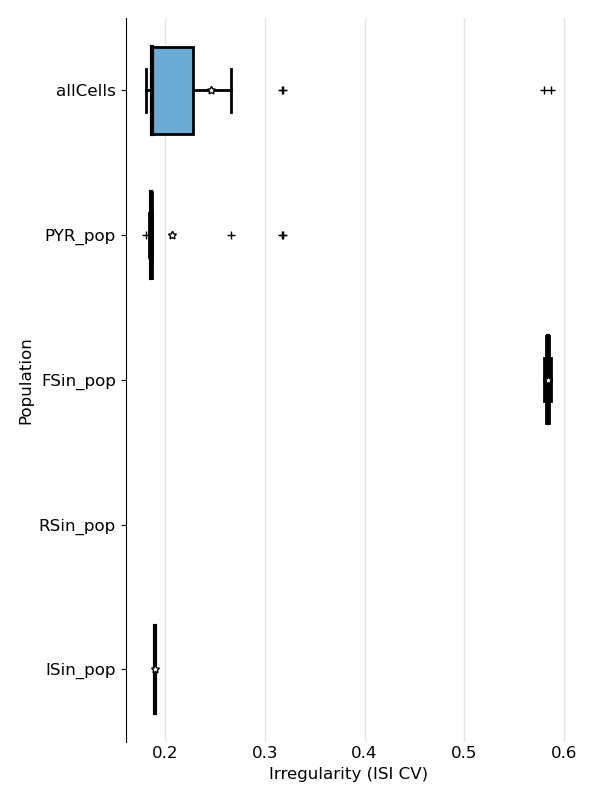 allCells
PYR_pop
FSin_pop
RSin_pop
ISin_pop
Population
0.2 0.3 0.4 0.5 0.6
Irregularity (ISI CV)